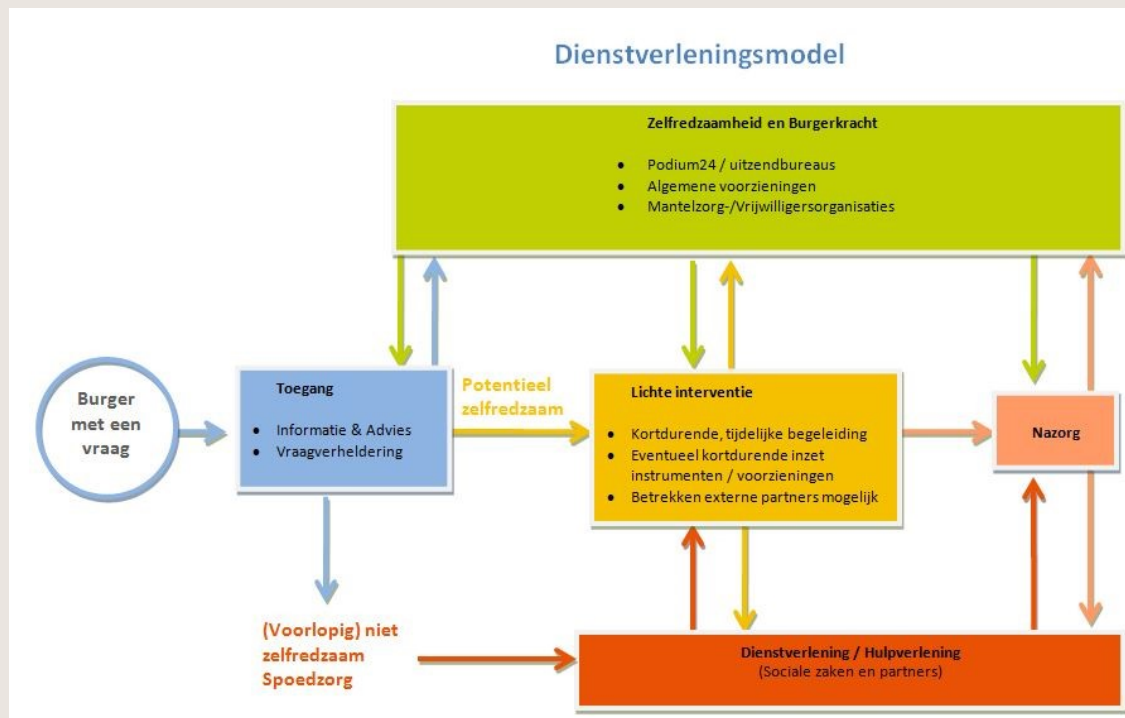 Dienstverleningsmodel
Zelfredzaamheid en Burgerkracht
• Podium24 / uitzendbureaus
• Algemene voorzieningen
• Mantelzorg-/Vrijwilligersorganisaties
Burger
met een
vraag
Toegang
• Informatie & Advies
• Vraagverheldering
Potentieel
zelfredzaam
Lichte interventie
• Kortdurende, tijdelijke begeleiding
• Eventueel kortdurende inzet
instrumenten / voorzieningen
• Betrekken externe partners mogelijk
Nazorg
(Voorlopig) niet
zelfredzaam
Spoedzorg
Dienstverlening / Hulpverlening
(Sociale zaken en partners)